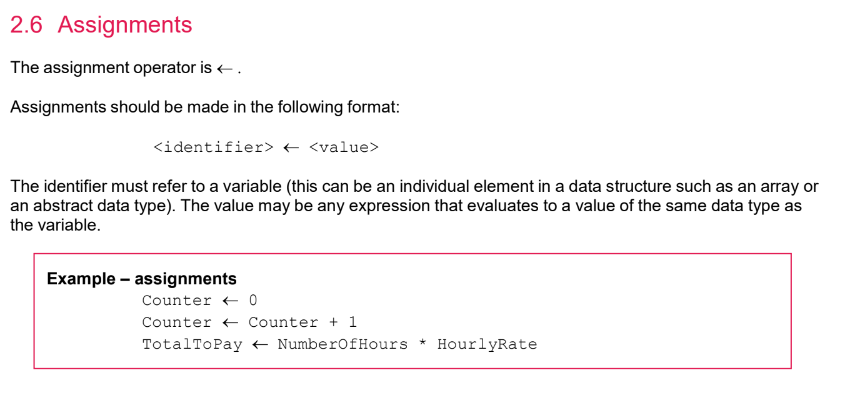 2.6 Assignments
The assignment operator is ← .
Assignments should be made in the following format:
<identifier> ← <value>
The identifier must refer to a variable (this can be an individual element in a data structure such as an array or
an abstract data type). The value may be any expression that evaluates to a value of the same data type as
the variable.
Example – assignments
Counter ← 0
Counter ← Counter + 1
TotalToPay ← NumberOfHours * HourlyRate